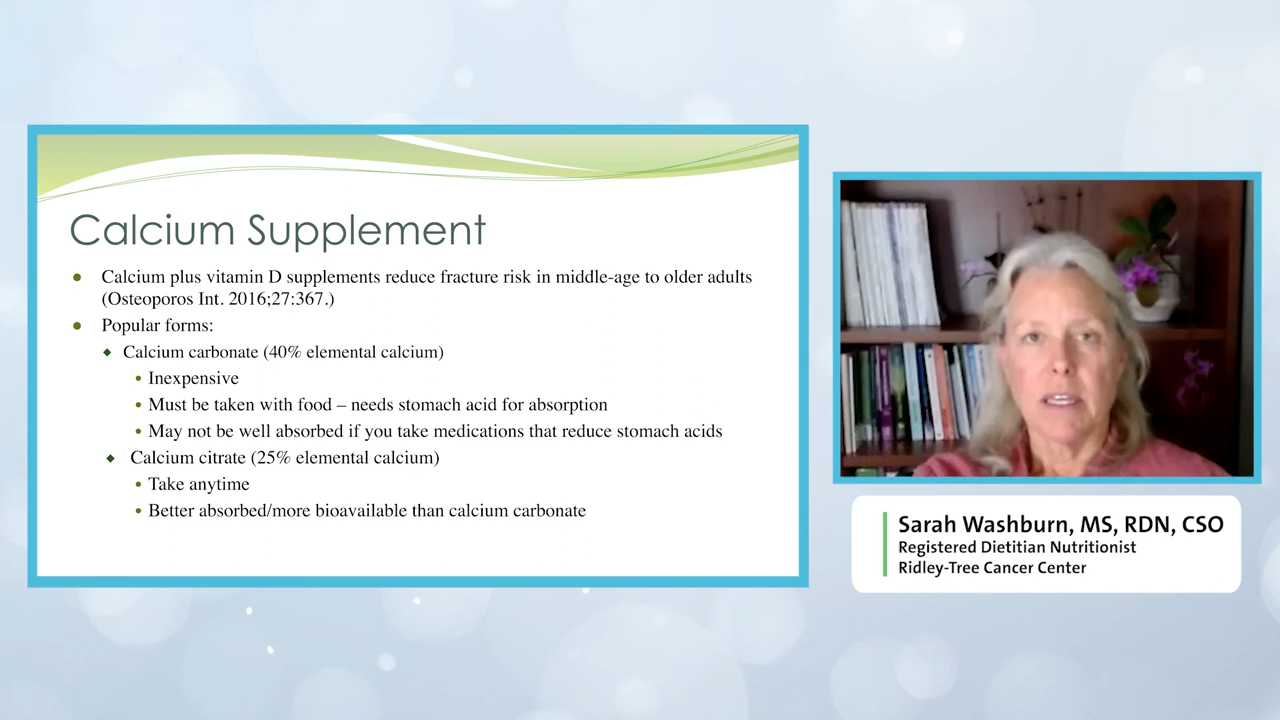 Calcium Supplement
● Calcium plus vitamin D supplements reduce fracture risk in middle-age to older adults
(Osteoporos Int. 2016;27:367.)
● Popular forms:
◆ Calcium carbonate (40% elemental calcium)
• Inexpensive
• Must be taken with food – needs stomach acid for absorption
• May not be well absorbed if you take medications that reduce stomach acids
◆ Calcium citrate (25% elemental calcium)
• Take anytime
• Better absorbed/more bioavailable than calcium carbonate
Sarah Washburn, MS, RDN, CSO
Registered Dietitian Nutritionist
Ridley-Tree Cancer Center